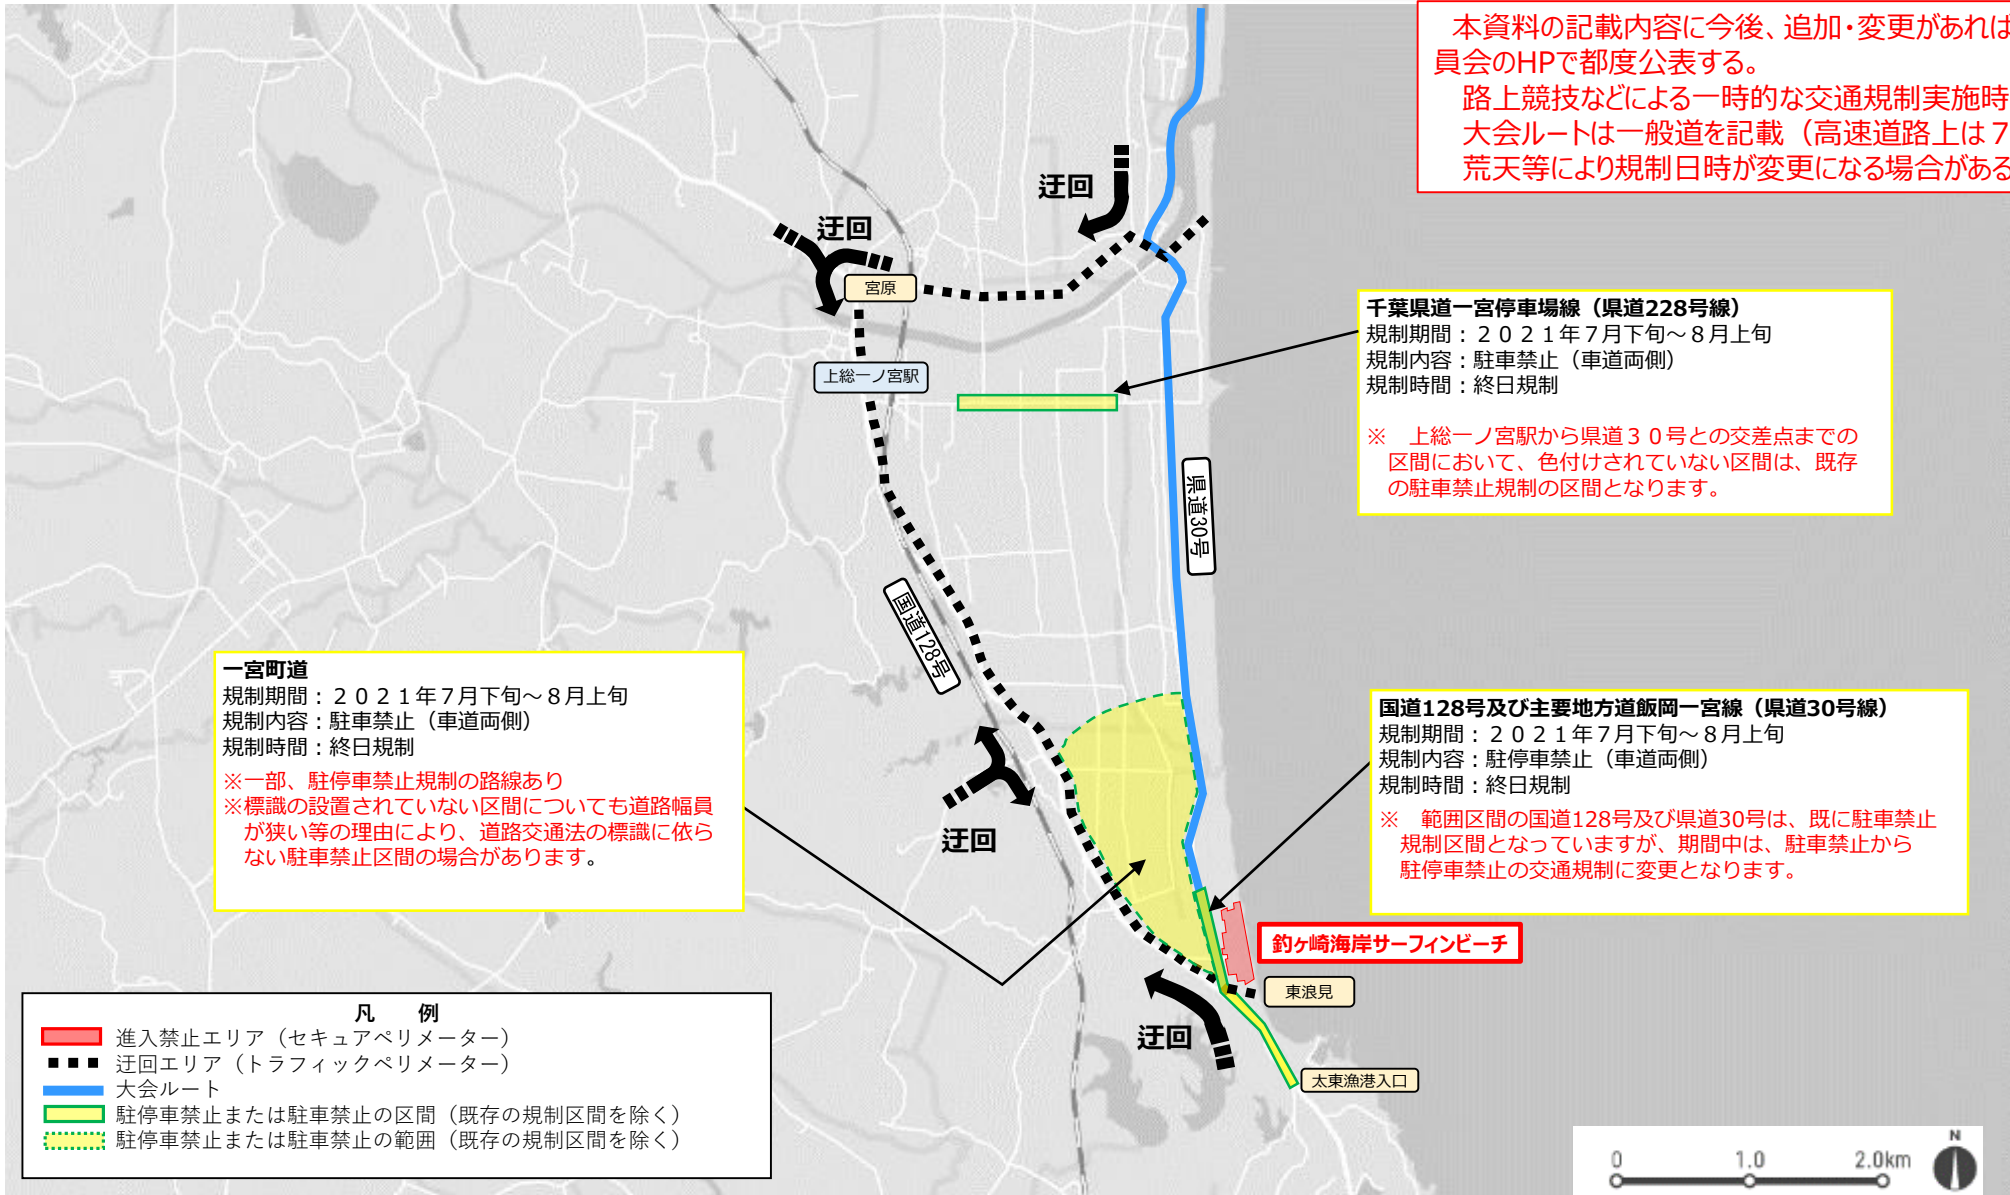 本資料の記載内容に今後、追加・変更があれば
員会のHPで都度公表する。
路上競技などによる一時的な交通規制実施時
大会ルートは一般道を記載（高速道路上は７
荒天等により規制日時が変更になる場合がある
迂回
迂回
宮原
千葉県道一宮停車場線（県道228号線）
規制期間：２０２１年７月下旬～８月上旬
規制内容：駐車禁止（車道両側）
規制時間：終日規制
※　上総一ノ宮駅から県道３０号との交差点までの
区間において、色付けされていない区間は、既存
の駐車禁止規制の区間となります。
上総一ノ宮駅
県道30号
国道128号
一宮町道
規制期間：２０２１年７月下旬～８月上旬
規制内容：駐車禁止（車道両側）
規制時間：終日規制
※一部、駐停車禁止規制の路線あり
※標識の設置されていない区間についても道路幅員
が狭い等の理由により、道路交通法の標識に依ら
ない駐車禁止区間の場合があります。
国道128号及び主要地方道飯岡一宮線（県道30号線）
規制期間：２０２１年７月下旬～８月上旬
規制内容：駐停車禁止（車道両側）
規制時間：終日規制
※　範囲区間の国道128号及び県道30号は、既に駐車禁止
規制区間となっていますが、期間中は、駐車禁止から
駐停車禁止の交通規制に変更となります。
迂回
釣ヶ崎海岸サーフィンビーチ
東浪見
迂回
太東漁港入口
凡　例
進入禁止エリア（セキュアペリメーター）
迂回エリア（トラフィックペリメーター）
大会ルート
駐停車禁止または駐車禁止の区間（既存の規制区間を除く）
駐停車禁止または駐車禁止の範囲（既存の規制区間を除く）
0 1.0 2.0km
N